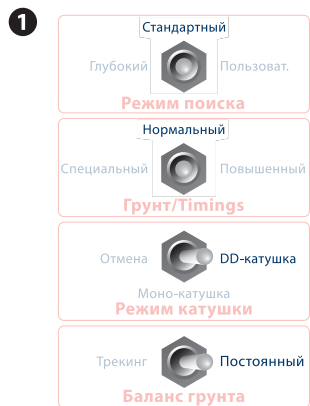 1
Стандартный
Глубокий Пользоват.
Режим поиска
Нормальный
Специальный Повышенный
Грунт/Timings
Отмена DD-катушка
Моно-катушка
Режим катушки
Трекинг Постоянный
Баланс грунта